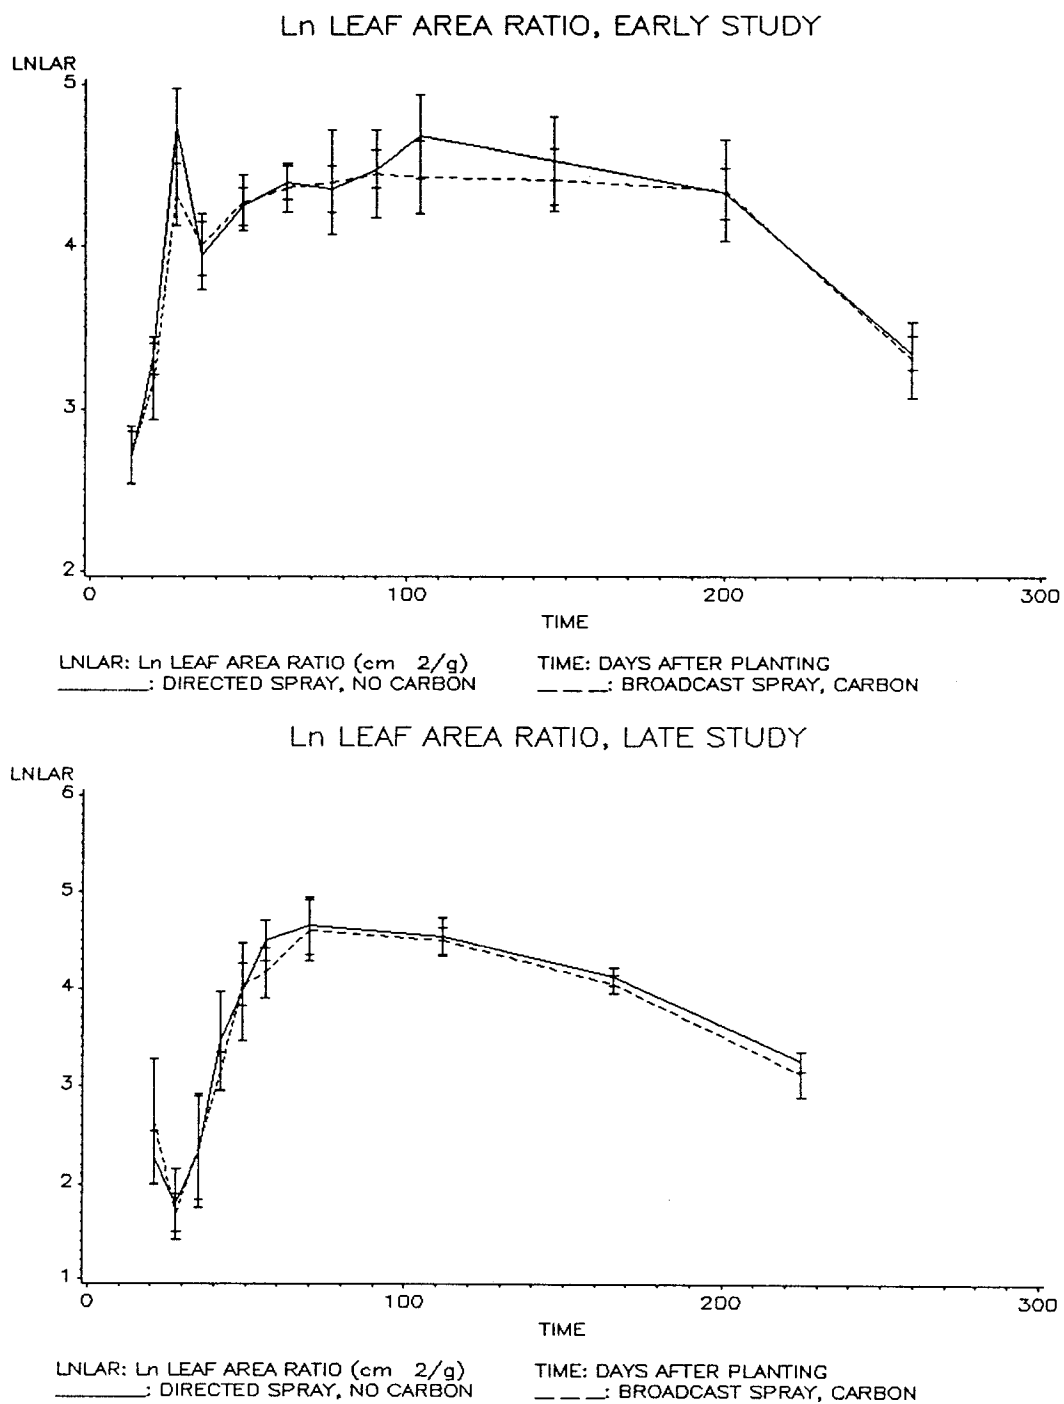 Ln LEAF AREA RATIO, EARLY STUDY
LNLAR
5
4
3
2
0 100 200 300
TIME
LNLAR: Ln LEAF AREA RATIO (cm 2/g) TIME: DAYS AFTER PLANTING
: DIRECTED SPRAY, NO CARBON : BROADCAST SPRAY, CARBON
Ln LEAF AREA RATIO, LATE STUDY
LNLAR
6
5
4
3
2
1
0 100 200 300
TIME
LNLAR: Ln LEAF AREA RATIO (cm 2/g) TIME: DAYS AFTER PLANTING
: DIRECTED SPRAY, NO CARBON : BROADCAST SPRAY, CARBON